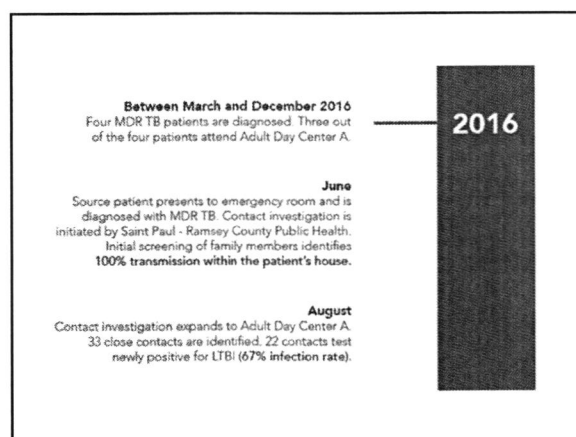 Between March and December 2016
Four MDR TB patients are diagnosed. Three out
of the four patients attend Adult Day Center A.
2016
June
Source patient presents to emergency room and is
diagnosed with MDR TB. Contact investigation is
initiated by Saint Paul - Ramsey County Public Health.
Initial screening of family members identifies
100% transmission within the patient's house.
August
Contact investigation expands to Adult Day Center A.
33 close contacts are identified. 22 contacts test
newly positive for LTBI (67% infection rate).